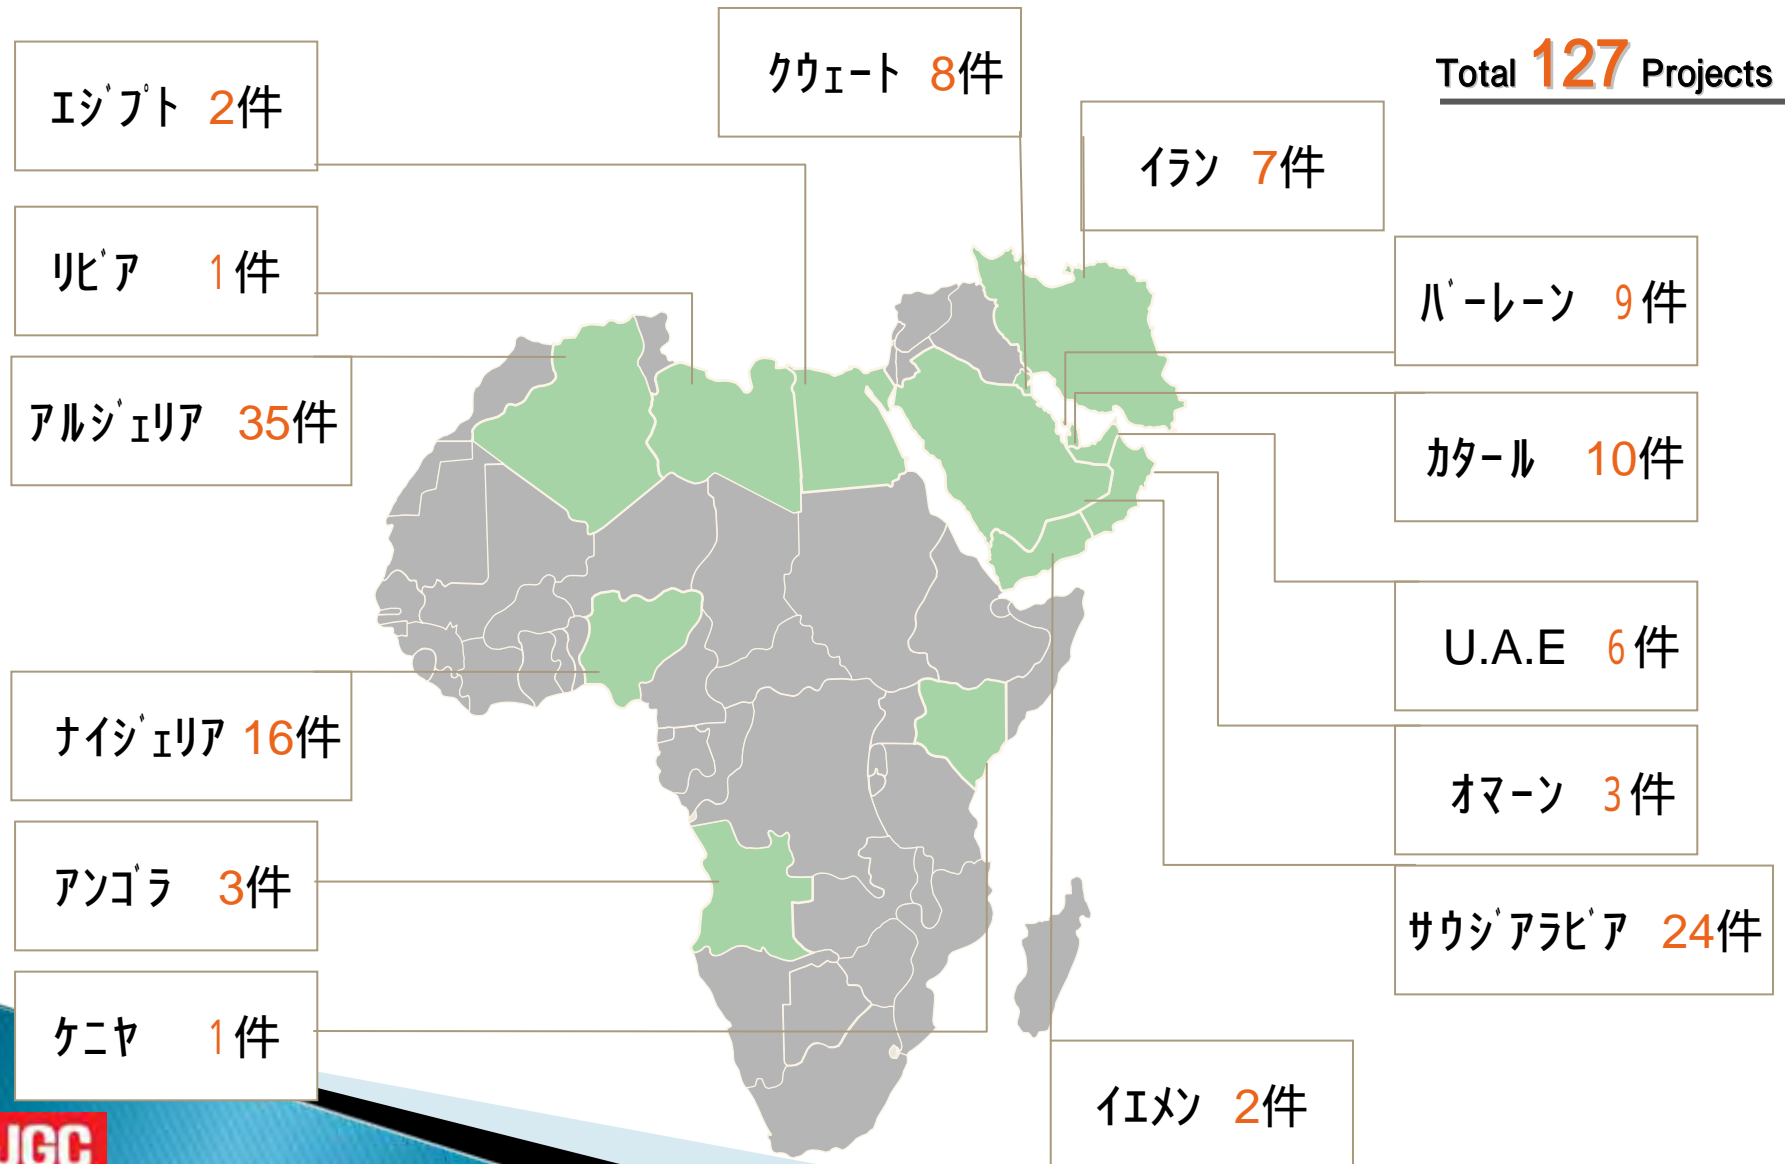 Total 127 Projects
クウェート 8件
エジプト 2件
イラン 7件
リビア 1件
バーレーン 9件
アルジェリア 35件
カタール 10件
U.A.E 6件
ナイジェリア 16件
オマーン 3件
アンゴラ 3件
サウジアラビア 24件
ケニヤ 1件
イエメン 2件
JGC